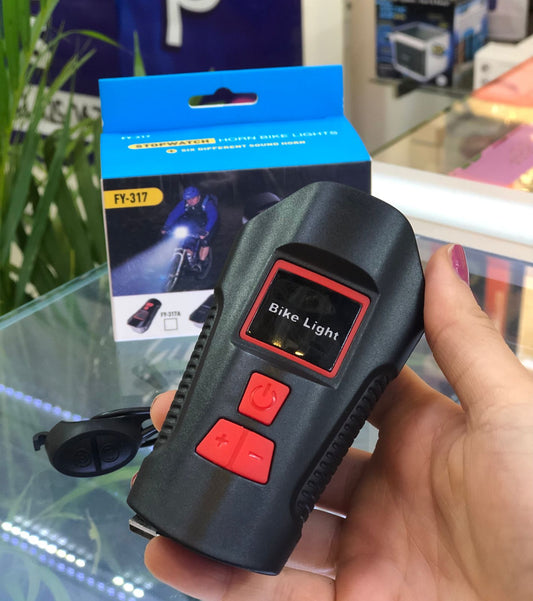 FY-317
STOPWATCH HORN BIKE LIGHTS
+ SIX DIFFERENT SOUND HORN
FY-317
FY-317A
Bike Light
+ -